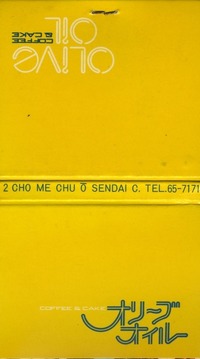 OLIVE
OIL
COFFEE
& CAKE
2 CHO ME CHU Ō SENDAI C. TEL. 65-7171
COFFEE & CAKE
オリーブ
オイル